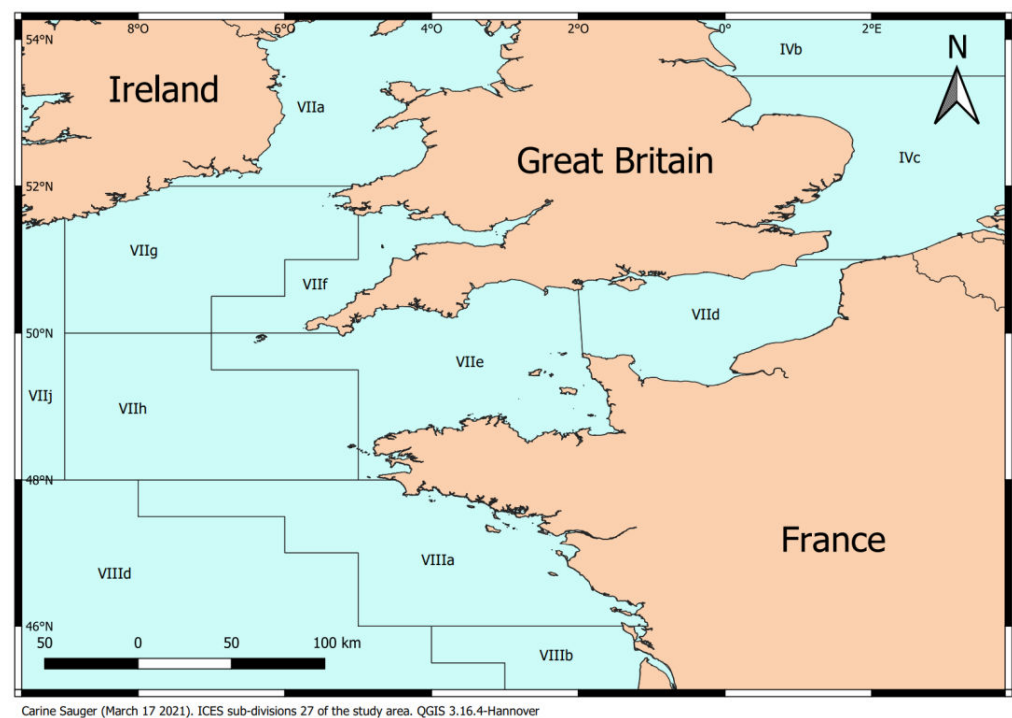 8°O 6°O 4°O 2°O 0° 2°E
54°N
IVb
N
Ireland
VIIa
Great Britain
IVc
52°N
VIIg
VIIf
VIId
50°N
VIIe
VIIj
VIIh
48°N
France
VIIIa
VIIId
46°N
50 0 50 100 km
VIIIb
Carine Sauger (March 17 2021). ICES sub-divisions 27 of the study area. QGIS 3.16.4-Hannover